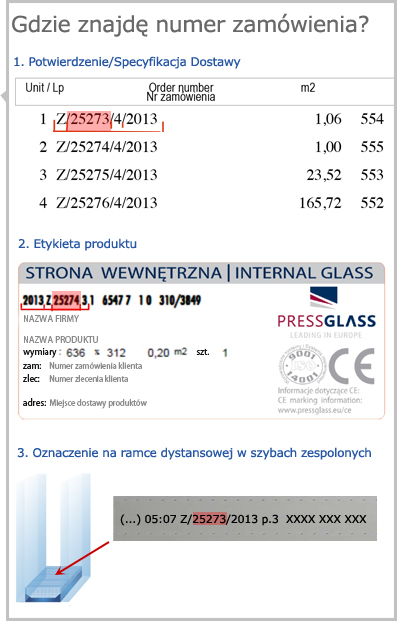 Gdzie znajdę numer zamówienia?
1. Potwierdzenie/Specyfikacja Dostawy
Unit / Lp Order number m2
Nr zamówienia
1 Z/25273/4/2013 1,06 554
2 Z/25274/4/2013 1,00 555
3 Z/25275/4/2013 23,52 553
4 Z/25276/4/2013 165,72 552
2. Etykieta produktu
STRONA WEWNĘTRZNA | INTERNAL GLASS
2013 Z 25274 3,1 6547 7 1 0 310/3849
NAZWA FIRMY
PRESSGLASS
LEADING IN EUROPE
NAZWA PRODUKTU
wymiary : 636 x 312 0,20 m2 szt. 1
zam: Numer zamówienia klienta
zlec: Numer zlecenia klienta
adres: Miejsce dostawy produktów
9001
ISO
14001
CE
Informacje dotyczące CE:
CE marking information:
www.pressglass.eu/ce
3. Oznaczenie na ramce dystansowej w szybach zespolonych
(...) 05:07 Z/25273/2013 p.3 XXXX XXX XXX